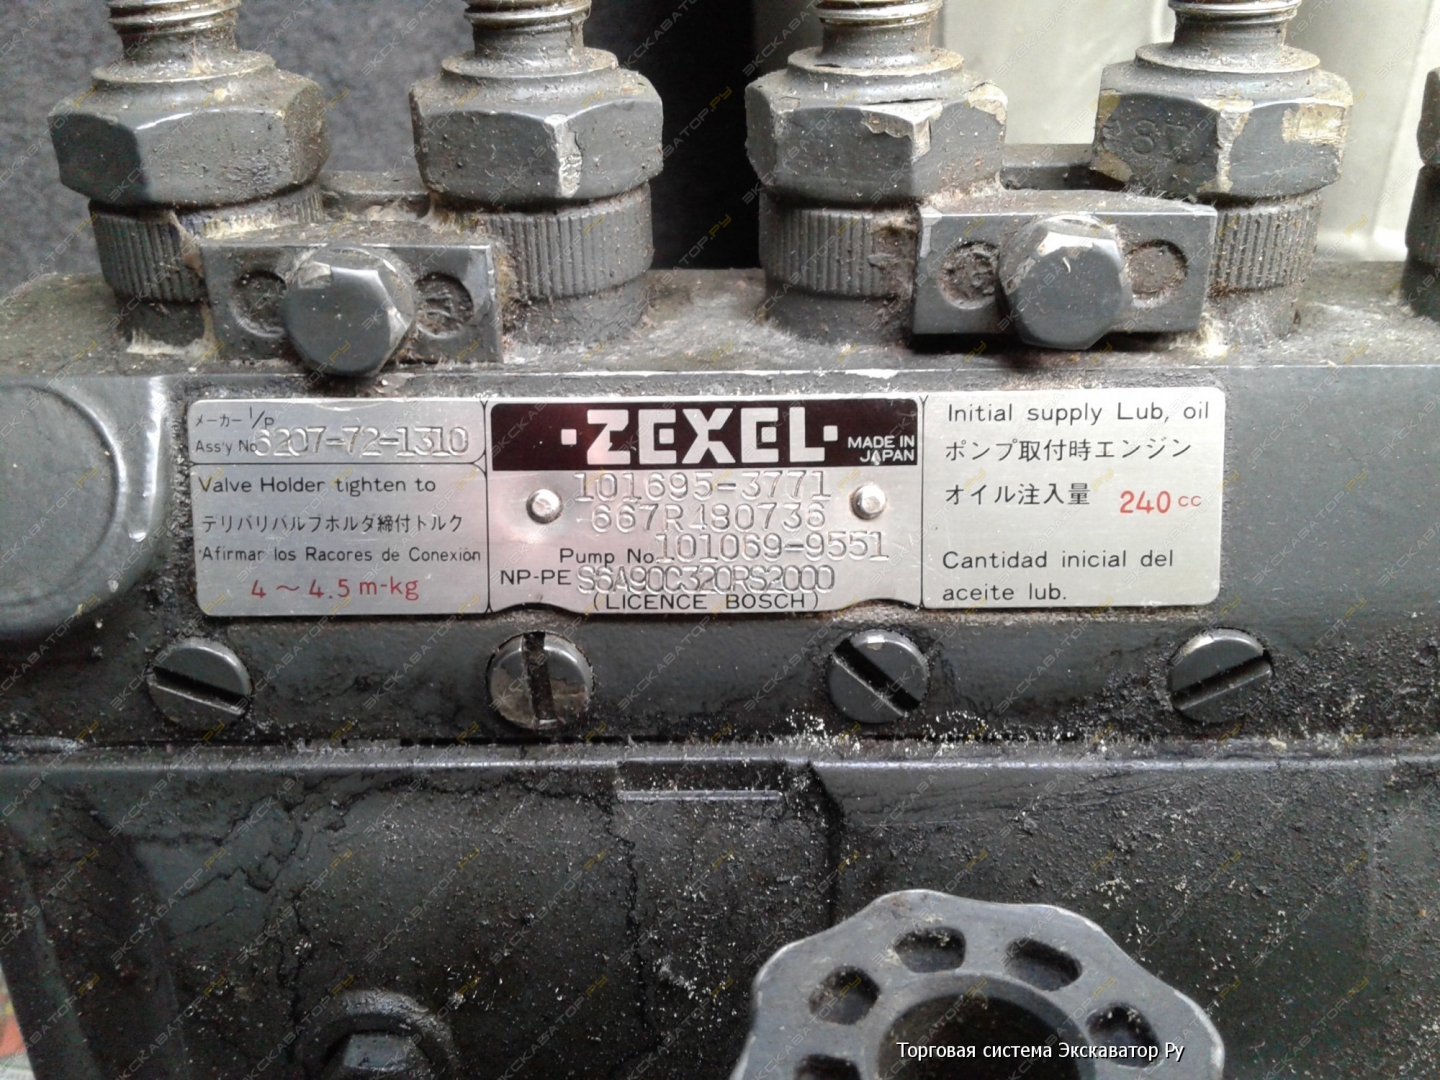 メーカー I/P
Ass'y No 6207-72-1310
Valve Holder tighten to
デリバリバルブホルダ締付トルク
Afirmar los Racores de Conexión
4 ~ 4.5 m-kg
·ZEXEL·
MADE IN
JAPAN
101695-3771
667R480736
Pump No. 101069-9551
NP-PE S6A90C320RS2000
(LICENCE BOSCH)
Initial supply Lub, oil
ポンプ取付時エンジン
オイル注入量 240 cc
Cantidad inicial del
aceite lub.
Торговая система Экскаватор Ру